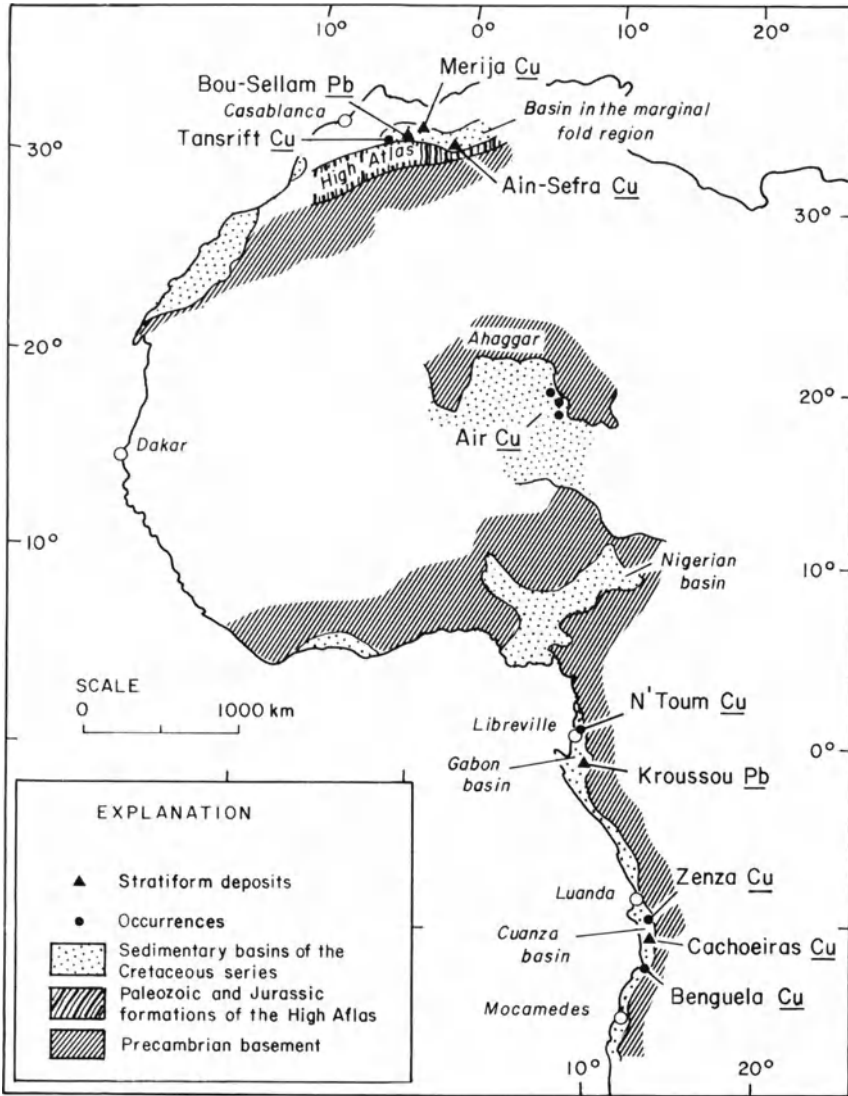 10° 0° 10° 20°
Merija Cu
Bou-Sellam Pb
Casablanca
Basin in the marginal
fold region
Tansrift Cu
30°
High Atlas
Ain-Sefra Cu
30°
Ahaggar
20°
20°
Air Cu
Dakar
10°
10°
Nigerian
basin
SCALE
0 1000 km
N'Toum Cu
Libreville
0°
Gabon
basin
Kroussou Pb
EXPLANATION
Stratiform deposits
Occurrences
Sedimentary basins of the
Cretaceous series
Paleozoic and Jurassic
formations of the High Aflas
Precambrian basement
Zenza Cu
Luanda
Cuanza
basin
Cachoeiras Cu
Benguela Cu
Mocamedes
10° 20°